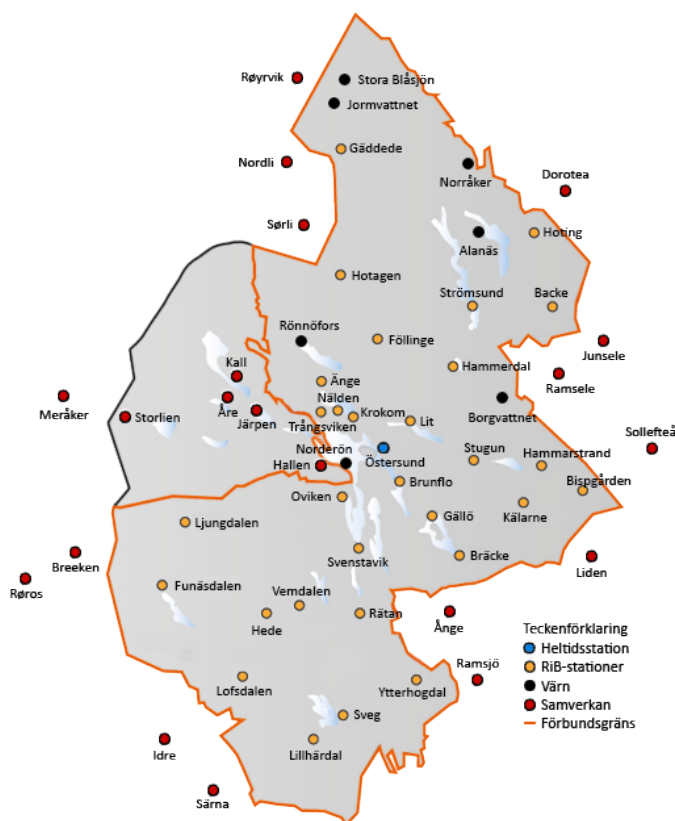 Røyrvik
Stora Blåsjön
Jormvattnet
Gäddede
Nordli
Norråker
Dorotea
Sørli
Alanäs
Hoting
Hotagen
Strömsund
Backe
Rönnöfors
Föllinge
Junsele
Kall
Hammerdal
Ramsele
Änge
Meråker
Åre
Nälden
Storlien
Järpen
Krokom
Lit
Borgvattnet
Trångsviken
Sollefteå
Norderön
Östersund
Stugun
Hammarstrand
Hallen
Brunflo
Bispgården
Oviken
Kälarne
Ljungdalen
Gällö
Svenstavik
Bräcke
Breeken
Liden
Røros
Funäsdalen
Vemdalen
Hede
Rätan
Ånge
Teckenförklaring
Heltidsstation
RiB-stationer
Värn
Samverkan
Förbundsgräns
Ramsjö
Lofsdalen
Ytterhogdal
Sveg
Idre
Lillhärdal
Särna